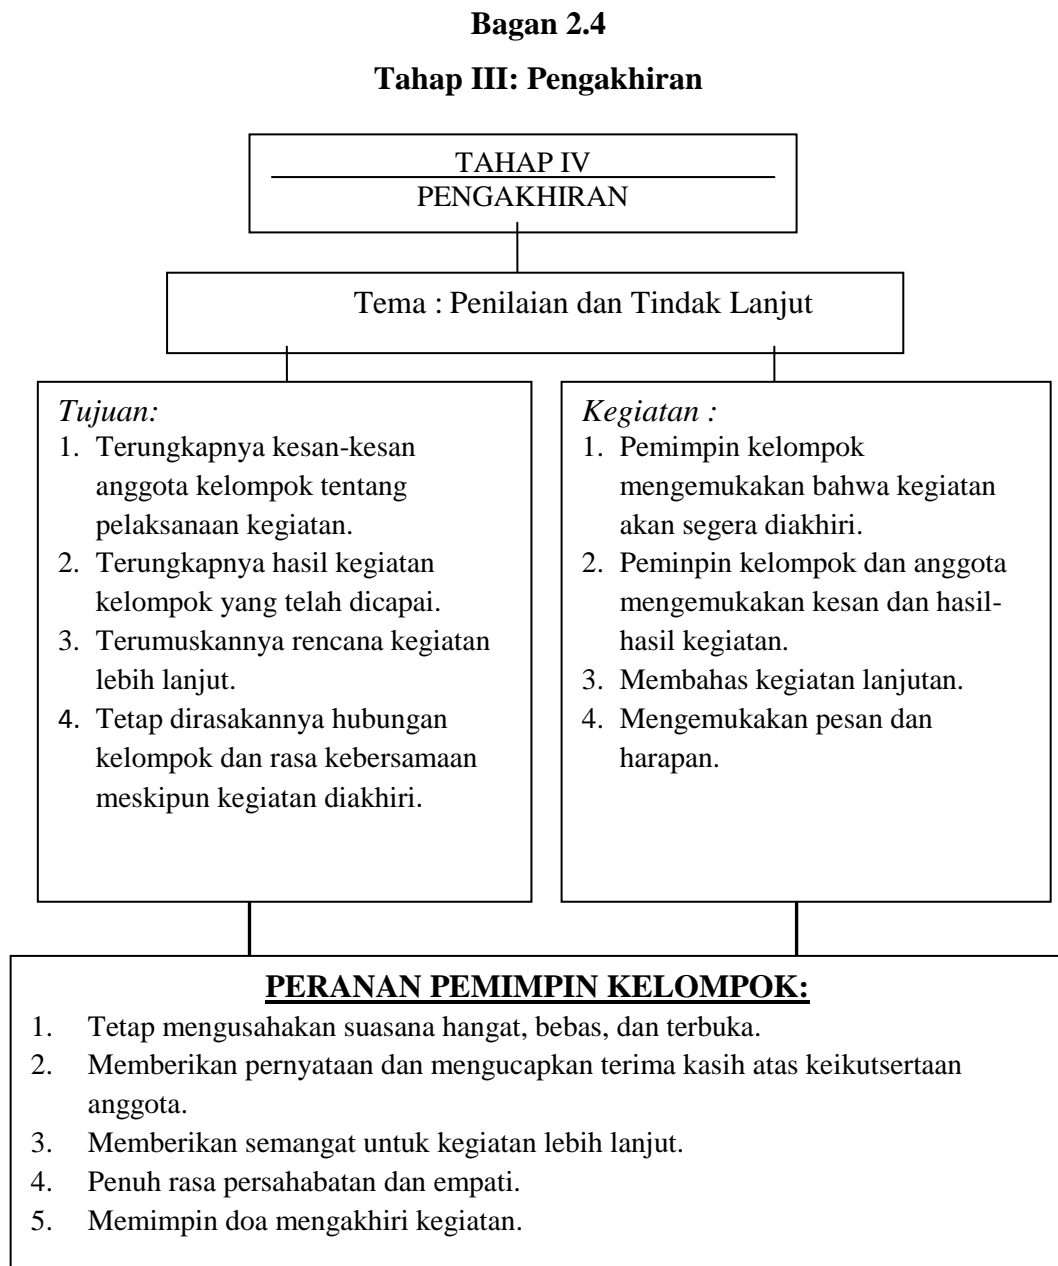 Bagan 2.4
Tahap III: Pengakhiran
TAHAP IV
PENGAKHIRAN
Tema : Penilaian dan Tindak Lanjut
Tujuan:
1. Terungkapnya kesan-kesan
anggota kelompok tentang
pelaksanaan kegiatan.
2. Terungkapnya hasil kegiatan
kelompok yang telah dicapai.
3. Terumuskannya rencana kegiatan
lebih lanjut.
4. Tetap dirasakannya hubungan
kelompok dan rasa kebersamaan
meskipun kegiatan diakhiri.
Kegiatan :
1. Pemimpin kelompok
mengemukakan bahwa kegiatan
akan segera diakhiri.
2. Peminpin kelompok dan anggota
mengemukakan kesan dan hasil-
hasil kegiatan.
3. Membahas kegiatan lanjutan.
4. Mengemukakan pesan dan
harapan.
PERANAN PEMIMPIN KELOMPOK:
1. Tetap mengusahakan suasana hangat, bebas, dan terbuka.
2. Memberikan pernyataan dan mengucapkan terima kasih atas keikutsertaan
anggota.
3. Memberikan semangat untuk kegiatan lebih lanjut.
4. Penuh rasa persahabatan dan empati.
5. Memimpin doa mengakhiri kegiatan.